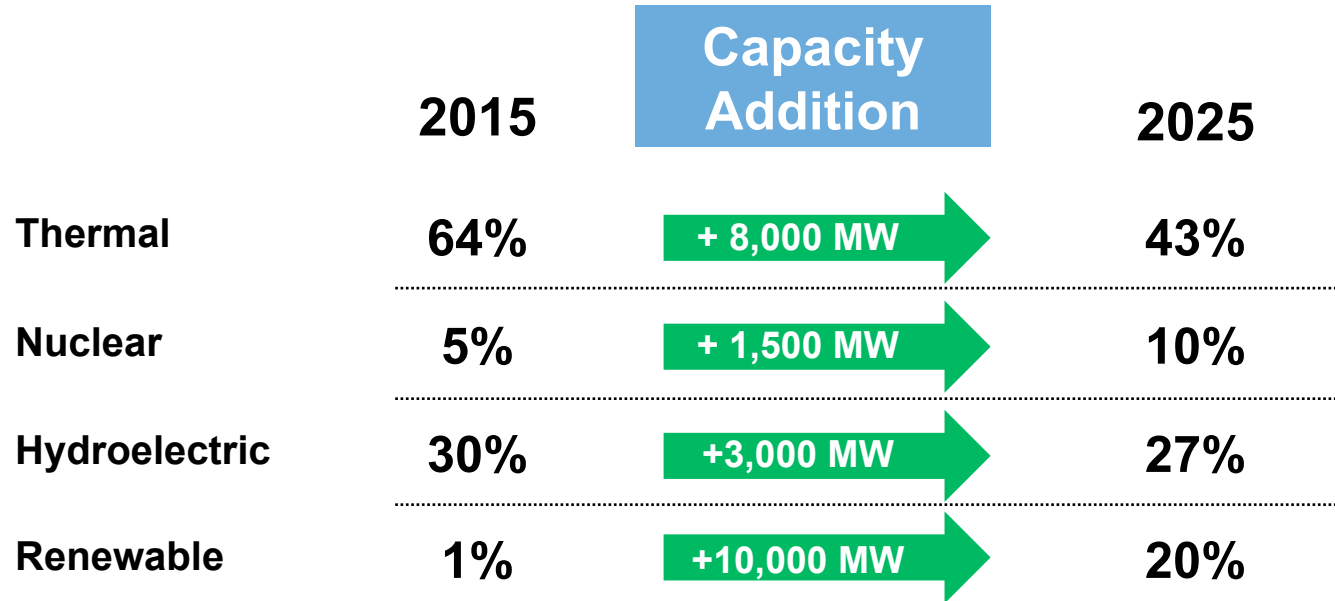 Capacity
Addition
2015
2025
Thermal
64%
+ 8,000 MW
43%
Nuclear
5%
+ 1,500 MW
10%
Hydroelectric
30%
+3,000 MW
27%
Renewable
1%
+10,000 MW
20%